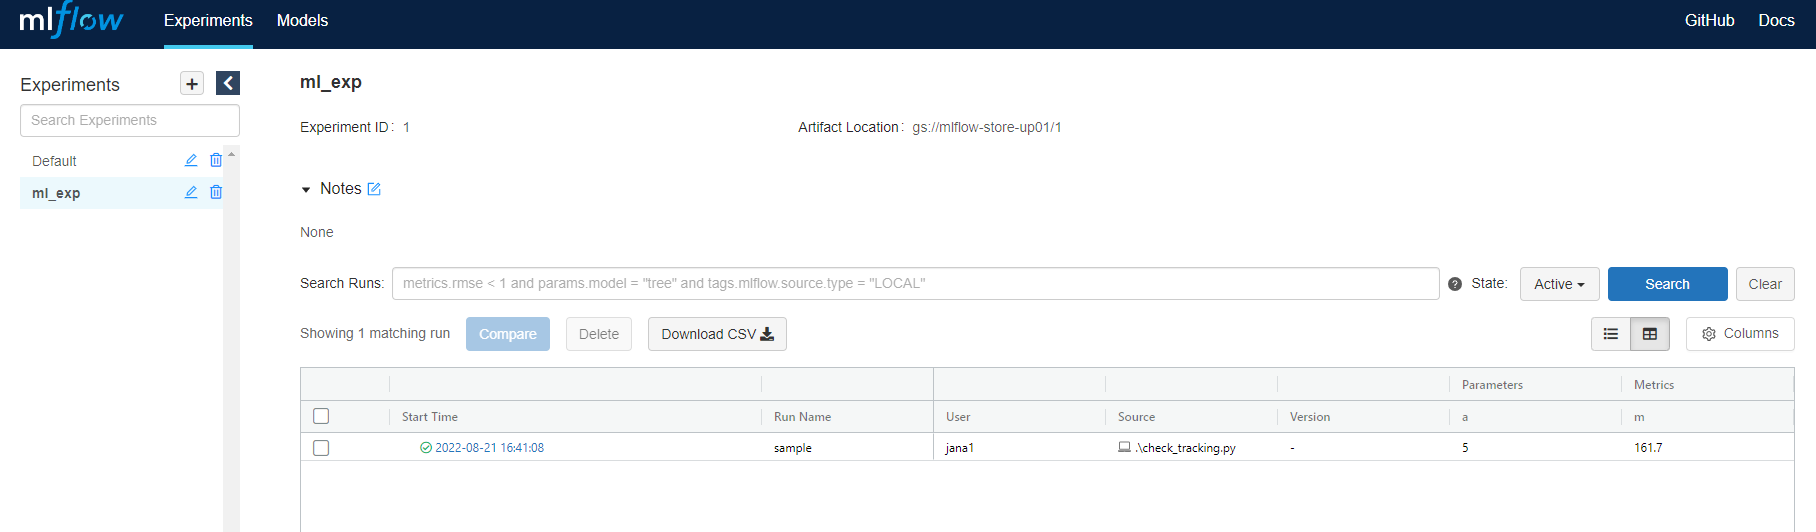 mlflow Experiments Models GitHub Docs
Experiments
Search Experiments
Default
ml_exp
ml_exp
Experiment ID: 1 Artifact Location: gs://mlflow-store-up01/1
Notes
None
Search Runs: metrics.rmse < 1 and params.model = "tree" and tags.mlflow.source.type = "LOCAL" ? State: Active Search Clear
Showing 1 matching run Compare Delete Download CSV Columns
Parameters Metrics
Start Time Run Name User Source Version a m
2022-08-21 16:41:08 sample jana1 .\check_tracking.py - 5 161.7